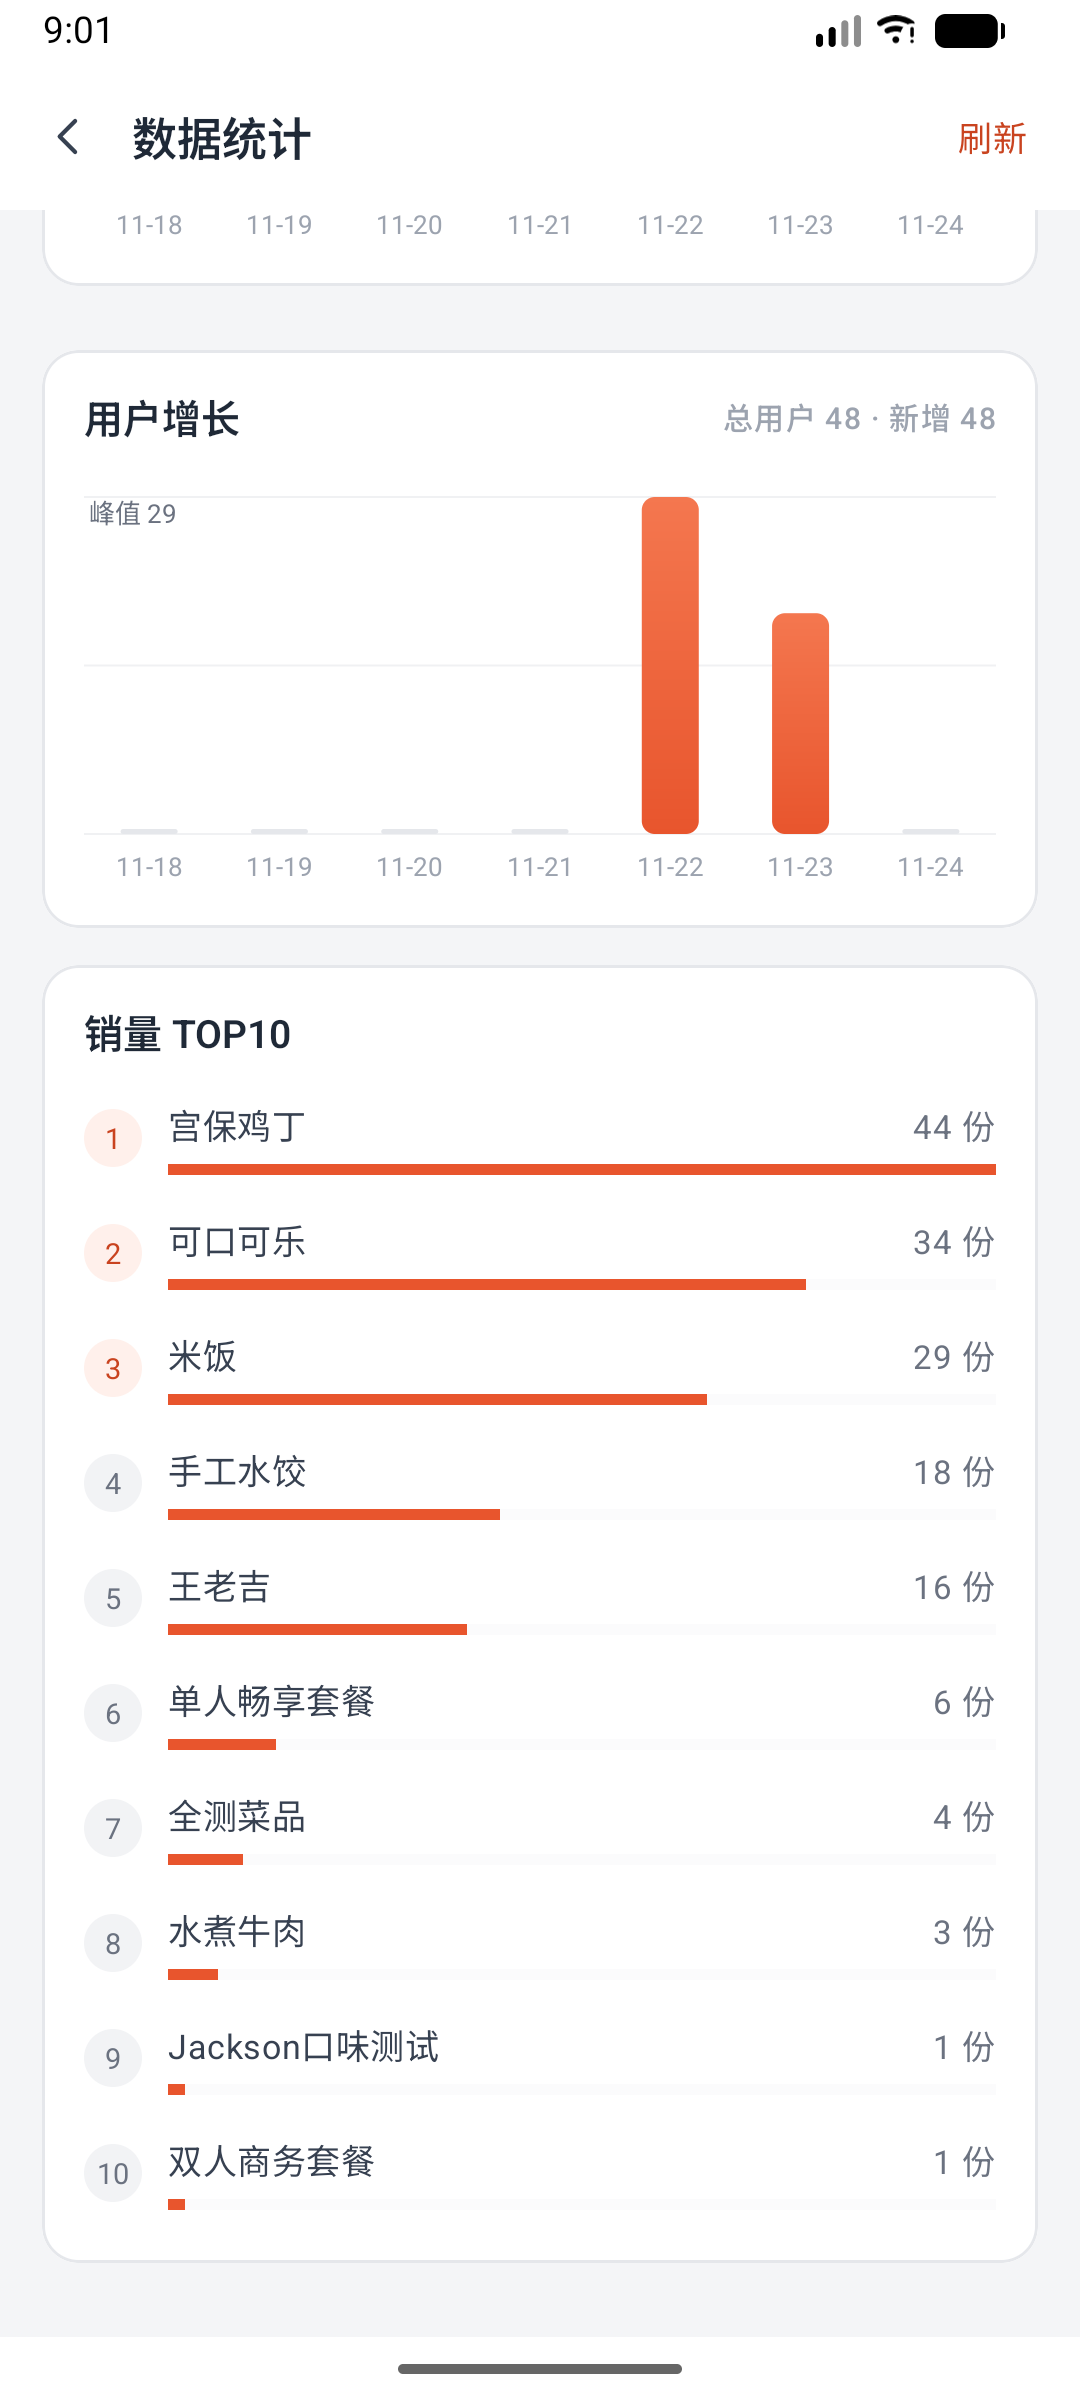 9:01
数据统计
刷新
11-18 11-19 11-20 11-21 11-22 11-23 11-24
用户增长
总用户 48 · 新增 48
峰值 29
11-18 11-19 11-20 11-21 11-22 11-23 11-24
销量 TOP10
1 宫保鸡丁 44 份
2 可口可乐 34 份
3 米饭 29 份
4 手工水饺 18 份
5 王老吉 16 份
6 单人畅享套餐 6 份
7 全测菜品 4 份
8 水煮牛肉 3 份
9 Jackson口味测试 1 份
10 双人商务套餐 1 份